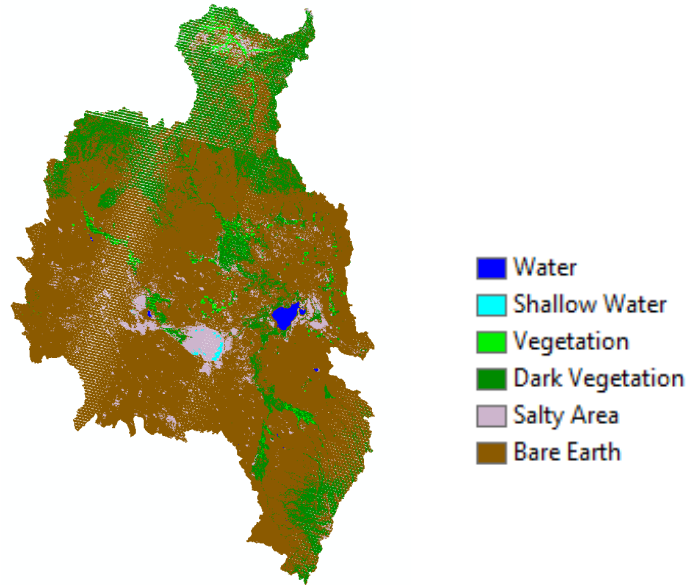 Water
Shallow Water
Vegetation
Dark Vegetation
Salty Area
Bare Earth